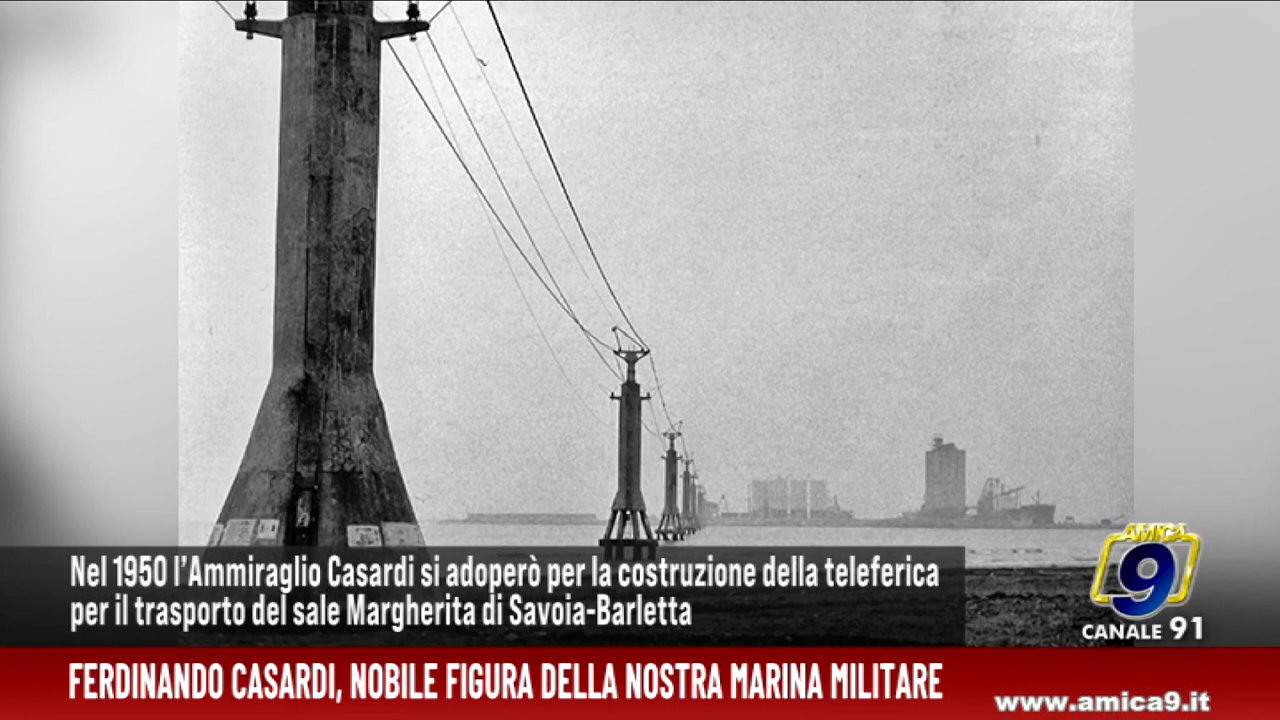 Nel 1950 l'Ammiraglio Casardi si adoperò per la costruzione della teleferica
per il trasporto del sale Margherita di Savoia-Barletta
AMICA
9
CANALE 91
FERDINANDO CASARDI, NOBILE FIGURA DELLA NOSTRA MARINA MILITARE
www.amica9.it